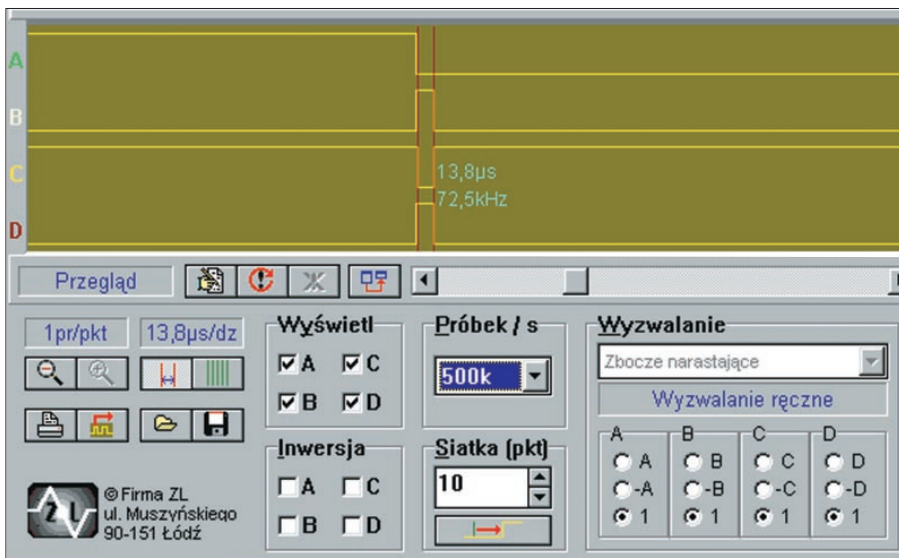 A
B
C
13,8µs
72,5kHz
D
Przegląd
1pr/pkt
13,8µs/dz
Wyświetl
A
C
B
D
Inwersja
A
C
B
D
Próbek / s
500k
Siatka (pkt)
10
Wyzwalanie
Zbocze narastające
Wyzwalanie ręczne
A
B
C
D
A
B
C
D
-A
-B
-C
-D
1
1
1
1
ZL
© Firma ZL
ul. Muszyńskiego
90-151 Łódź